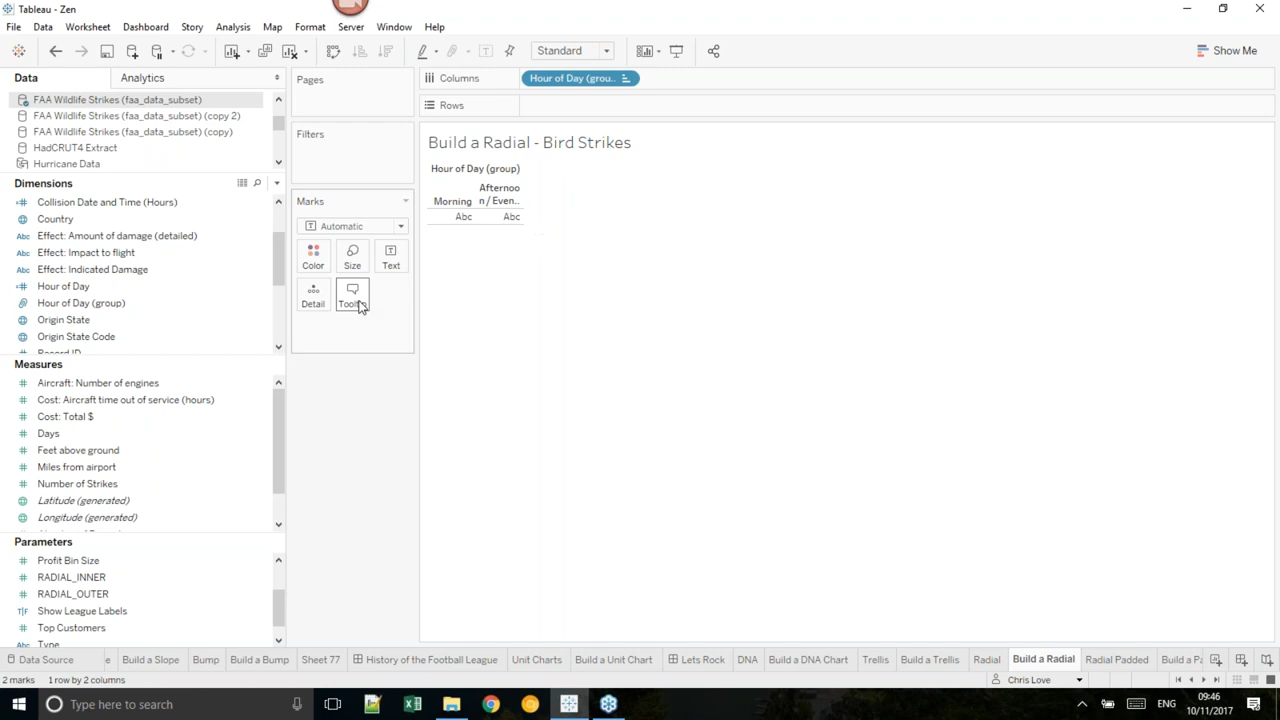 Tableau - Zen
File Data Worksheet Dashboard Story Analysis Map Format Server Window Help
Standard
Show Me
Data Analytics
FAA Wildlife Strikes (faa_data_subset)
FAA Wildlife Strikes (faa_data_subset) (copy 2)
FAA Wildlife Strikes (faa_data_subset) (copy)
HadCRUT4 Extract
Hurricane Data
Dimensions
Collision Date and Time (Hours)
Country
Abc Effect: Amount of damage (detailed)
Abc Effect: Impact to flight
Abc Effect: Indicated Damage
Hour of Day
Hour of Day (group)
Origin State
Origin State Code
Record ID
Measures
Aircraft: Number of engines
Cost: Aircraft time out of service (hours)
Cost: Total $
Days
Feet above ground
Miles from airport
Number of Strikes
Latitude (generated)
Longitude (generated)
Parameters
Profit Bin Size
RADIAL_INNER
RADIAL_OUTER
T|F Show League Labels
Top Customers
Abc Type
Pages
Filters
Marks
Automatic
Color Size Text
Detail
Columns Hour of Day (grou..
Rows
Build a Radial - Bird Strikes
Hour of Day (group)
Morning Afternoo
n / Even..
Abc Abc
Data Source e Build a Slope Bump Build a Bump Sheet 77 History of the Football League Unit Charts Build a Unit Chart Lets Rock DNA Build a DNA Chart Trellis Build a Trellis Radial Build a Radial Radial Padded Build a Pa
2 marks 1 row by 2 columns Chris Love
Type here to search
ENG
09:46
10/11/2017